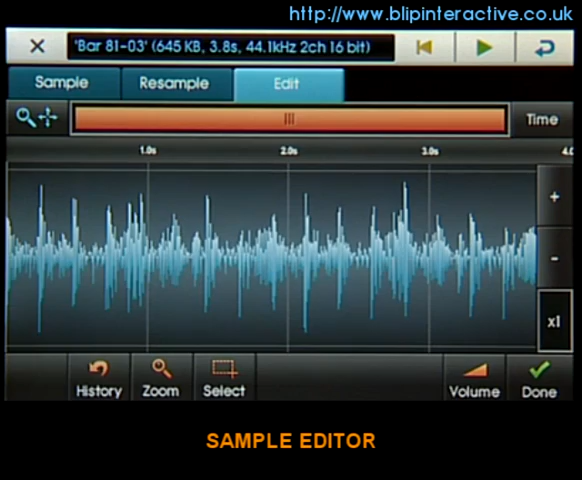 http://www.blipinteractive.co.uk
'Bar 81-03' (645 KB, 3.8s, 44.1kHz 2ch 16 bit)
Sample Resample Edit
Time
1.0s 2.0s 3.0s 4.0
+
-
x1
History Zoom Select Volume Done
SAMPLE EDITOR